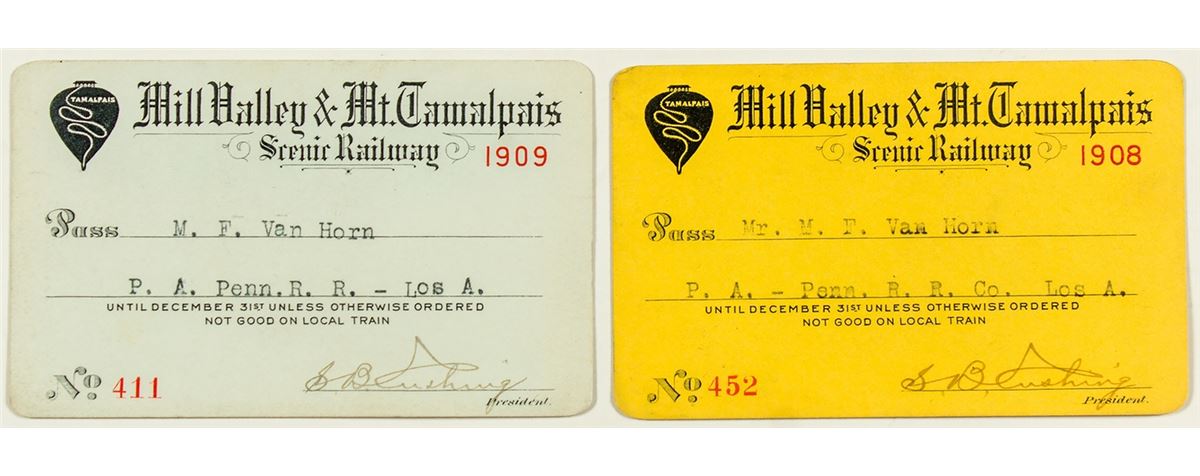 TAMALPAIS
Mill Valley & Mt. Tamalpais
Scenic Railway
1909
Pass M. F. Van Horn
P. A. Penn. R. R. - Los A.
UNTIL DECEMBER 31ST UNLESS OTHERWISE ORDERED
NOT GOOD ON LOCAL TRAIN
No 411
S B Cushing
President.
TAMALPAIS
Mill Valley & Mt. Tamalpais
Scenic Railway
1908
Pass Mr. M. F. Van Horn
P. A. - Penn. R. R. Co. Los A.
UNTIL DECEMBER 31ST UNLESS OTHERWISE ORDERED
NOT GOOD ON LOCAL TRAIN
No 452
S B Cushing
President.